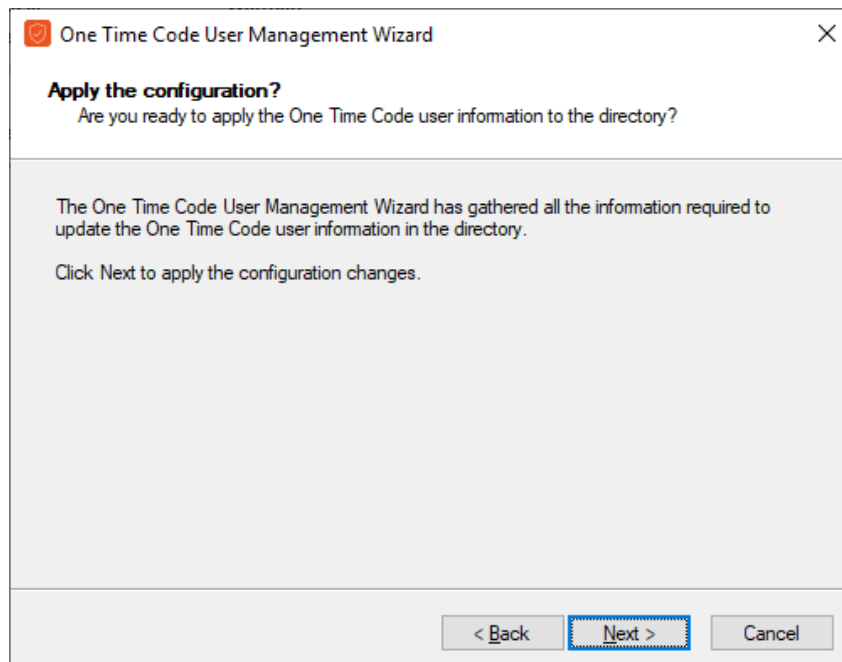 One Time Code User Management Wizard
Apply the configuration?
Are you ready to apply the One Time Code user information to the directory?
The One Time Code User Management Wizard has gathered all the information required to
update the One Time Code user information in the directory.
Click Next to apply the configuration changes.
< Back
Next >
Cancel